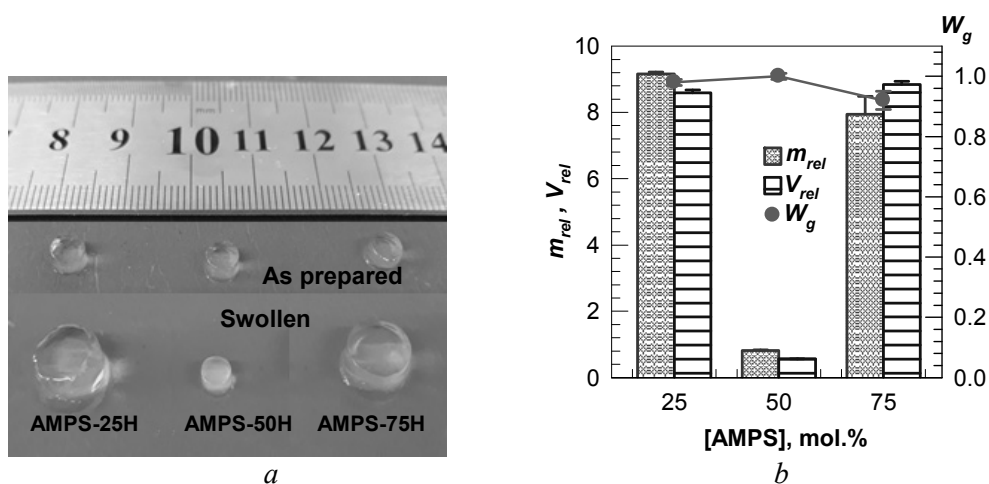 8 9 10 11 12 13 14
As prepared
Swollen
AMPS-25H AMPS-50H AMPS-75H
a
W_g
10
8
6
4
2
0
m_rel , V_rel
m_rel
V_rel
W_g
1.0
0.8
0.6
0.4
0.2
0.0
25 50 75
[AMPS], mol.%
b